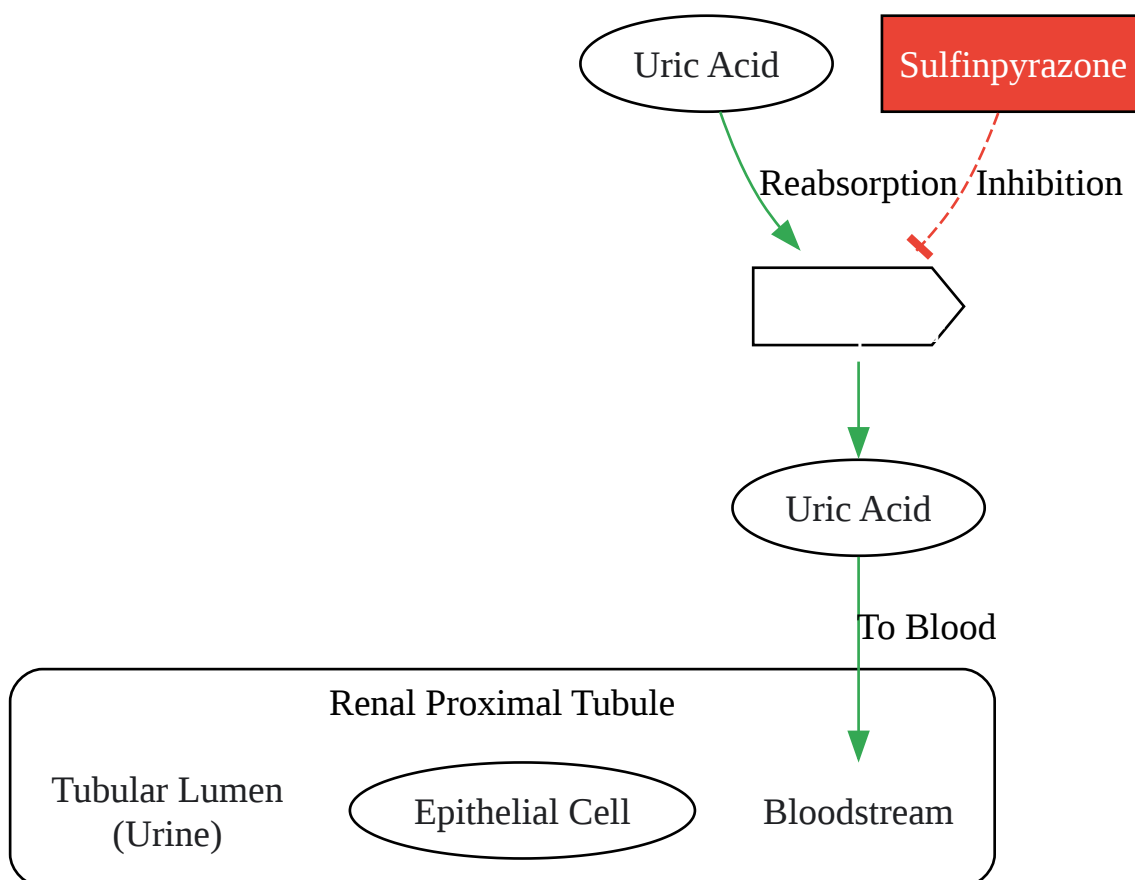 Uric Acid
Sulfinpyrazone
Reabsorption
Inhibition
Uric Acid
To Blood
Renal Proximal Tubule
Tubular Lumen
(Urine)
Epithelial Cell
Bloodstream